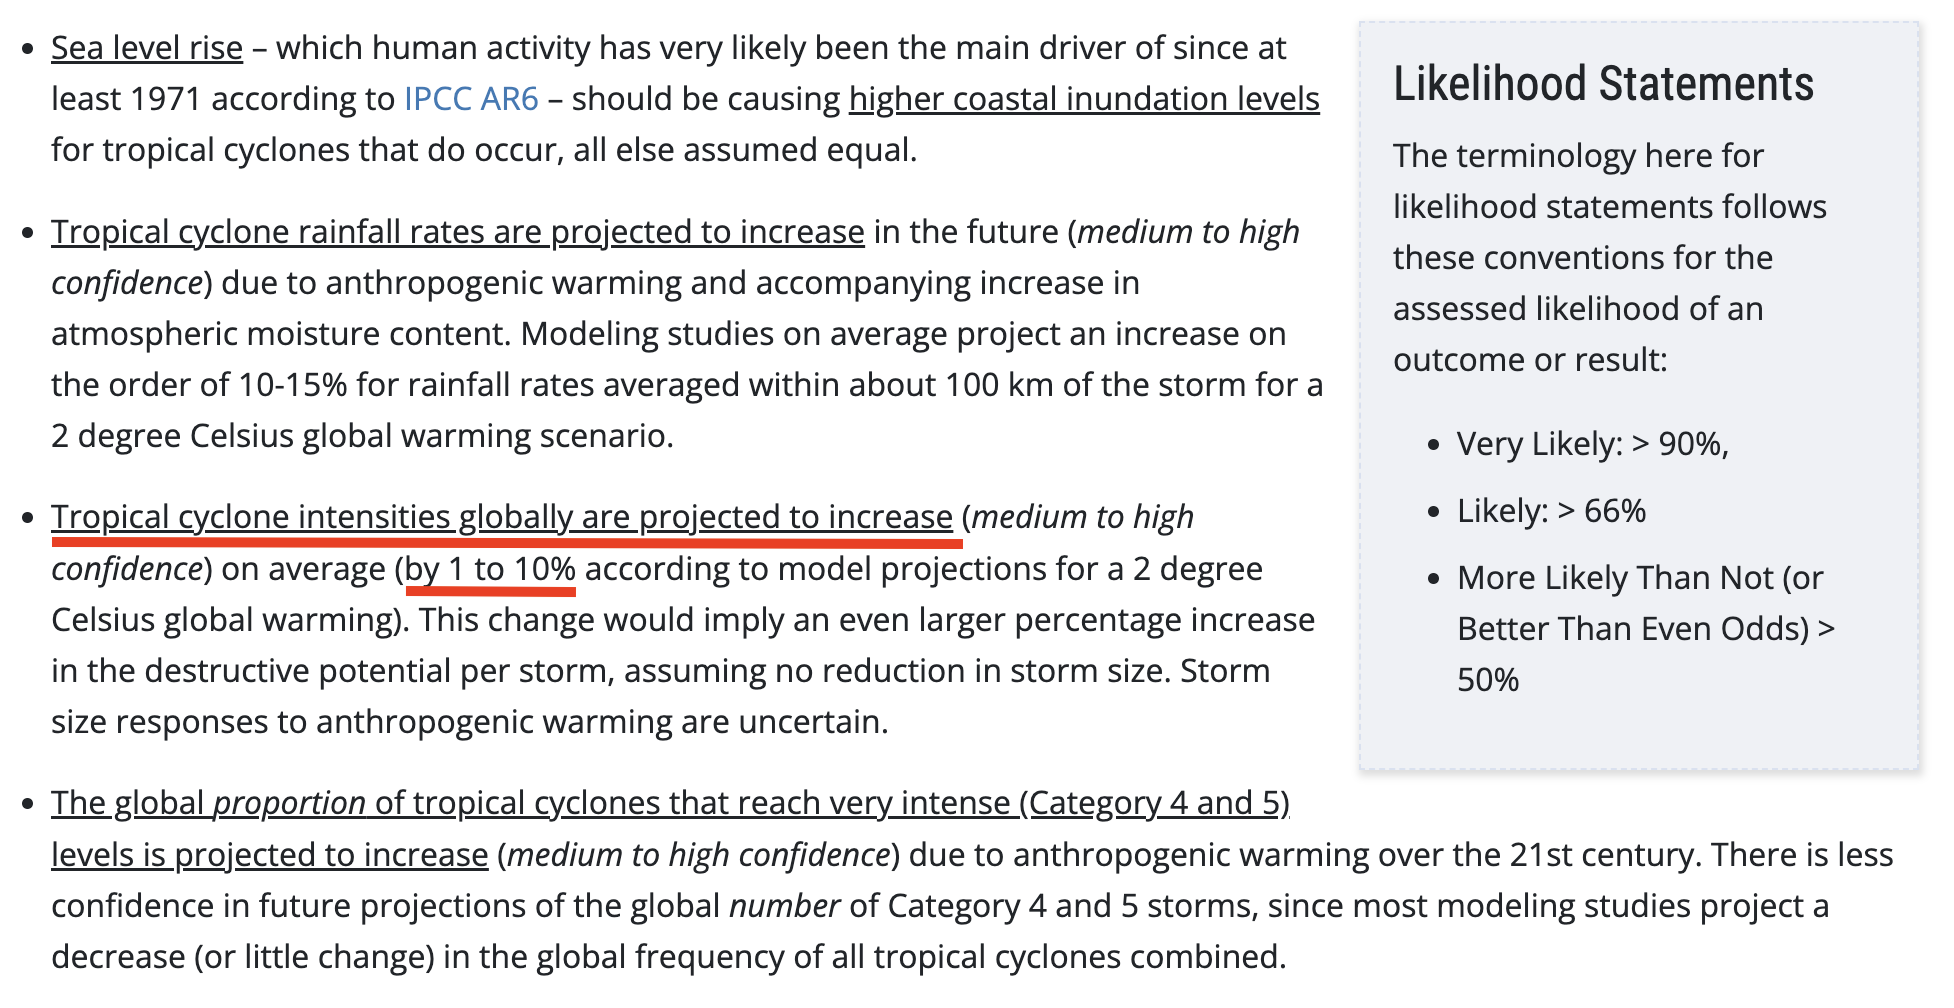 • Sea level rise – which human activity has very likely been the main driver of since at
least 1971 according to IPCC AR6 – should be causing higher coastal inundation levels
for tropical cyclones that do occur, all else assumed equal.
• Tropical cyclone rainfall rates are projected to increase in the future (medium to high
confidence) due to anthropogenic warming and accompanying increase in
atmospheric moisture content. Modeling studies on average project an increase on
the order of 10-15% for rainfall rates averaged within about 100 km of the storm for a
2 degree Celsius global warming scenario.
• Tropical cyclone intensities globally are projected to increase (medium to high
confidence) on average (by 1 to 10% according to model projections for a 2 degree
Celsius global warming). This change would imply an even larger percentage increase
in the destructive potential per storm, assuming no reduction in storm size. Storm
size responses to anthropogenic warming are uncertain.
• The global proportion of tropical cyclones that reach very intense (Category 4 and 5)
levels is projected to increase (medium to high confidence) due to anthropogenic warming over the 21st century. There is less
confidence in future projections of the global number of Category 4 and 5 storms, since most modeling studies project a
decrease (or little change) in the global frequency of all tropical cyclones combined.
Likelihood Statements
The terminology here for
likelihood statements follows
these conventions for the
assessed likelihood of an
outcome or result:
• Very Likely: > 90%,
• Likely: > 66%
• More Likely Than Not (or
Better Than Even Odds) >
50%